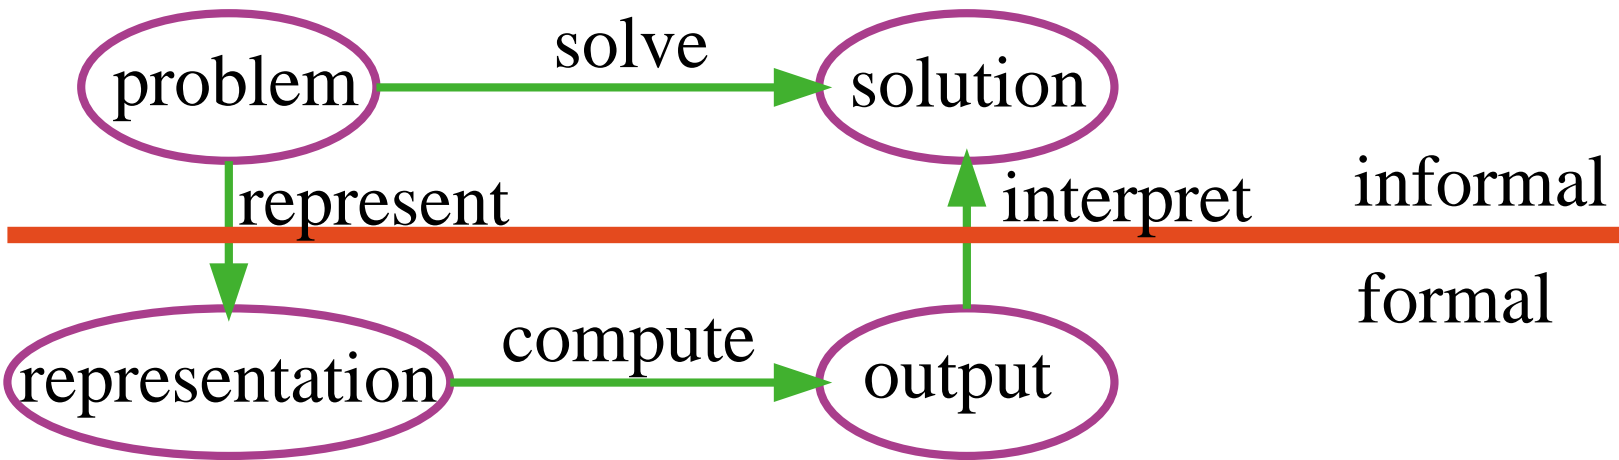 solve
problem
solution
represent
interpret
informal
formal
compute
representation
output